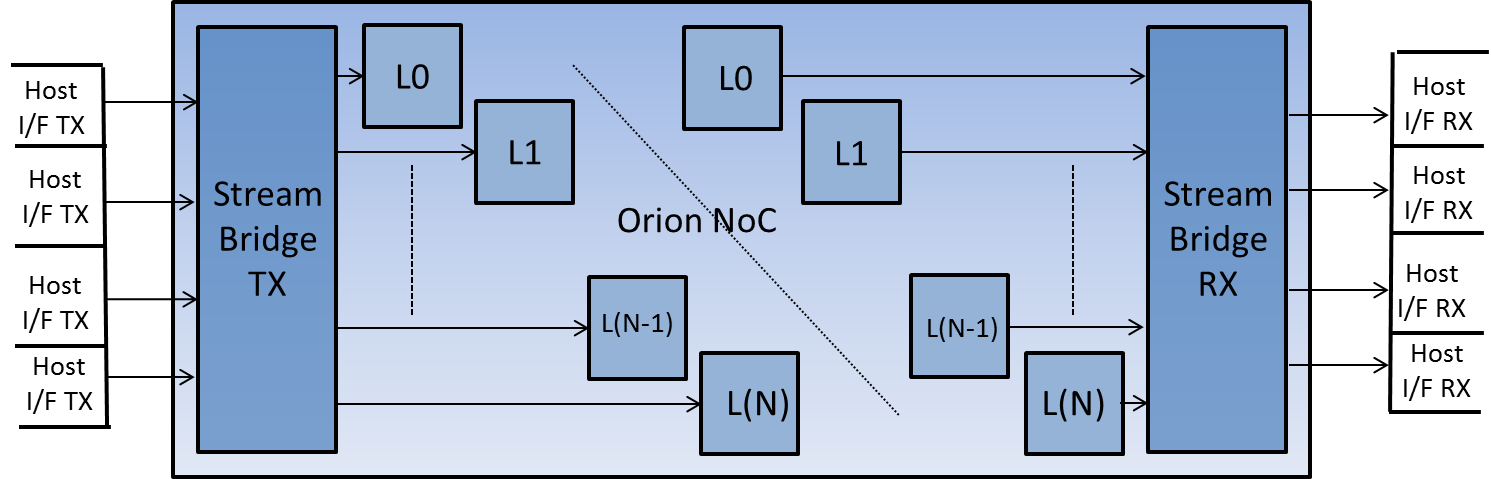 Host
I/F TX
Host
I/F TX
Host
I/F TX
Host
I/F TX
Stream
Bridge
TX
L0
L1
L(N-1)
L(N)
Orion NoC
L0
L1
L(N-1)
L(N)
Stream
Bridge
RX
Host
I/F RX
Host
I/F RX
Host
I/F RX
Host
I/F RX